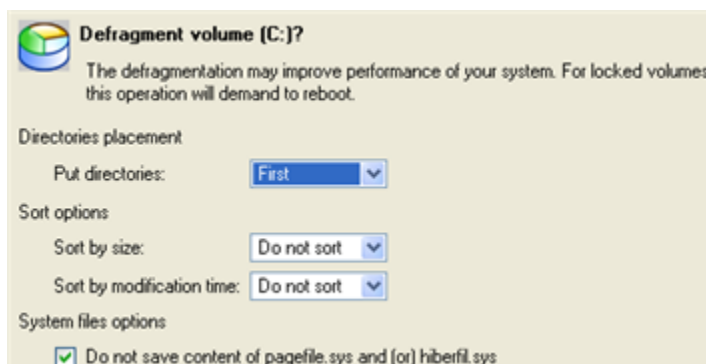 Defragment volume (C:)?
The defragmentation may improve performance of your system. For locked volumes
this operation will demand to reboot.
Directories placement
Put directories: First
Sort options
Sort by size: Do not sort
Sort by modification time: Do not sort
System files options
Do not save content of pagefile.sys and (or) hiberfil.sys